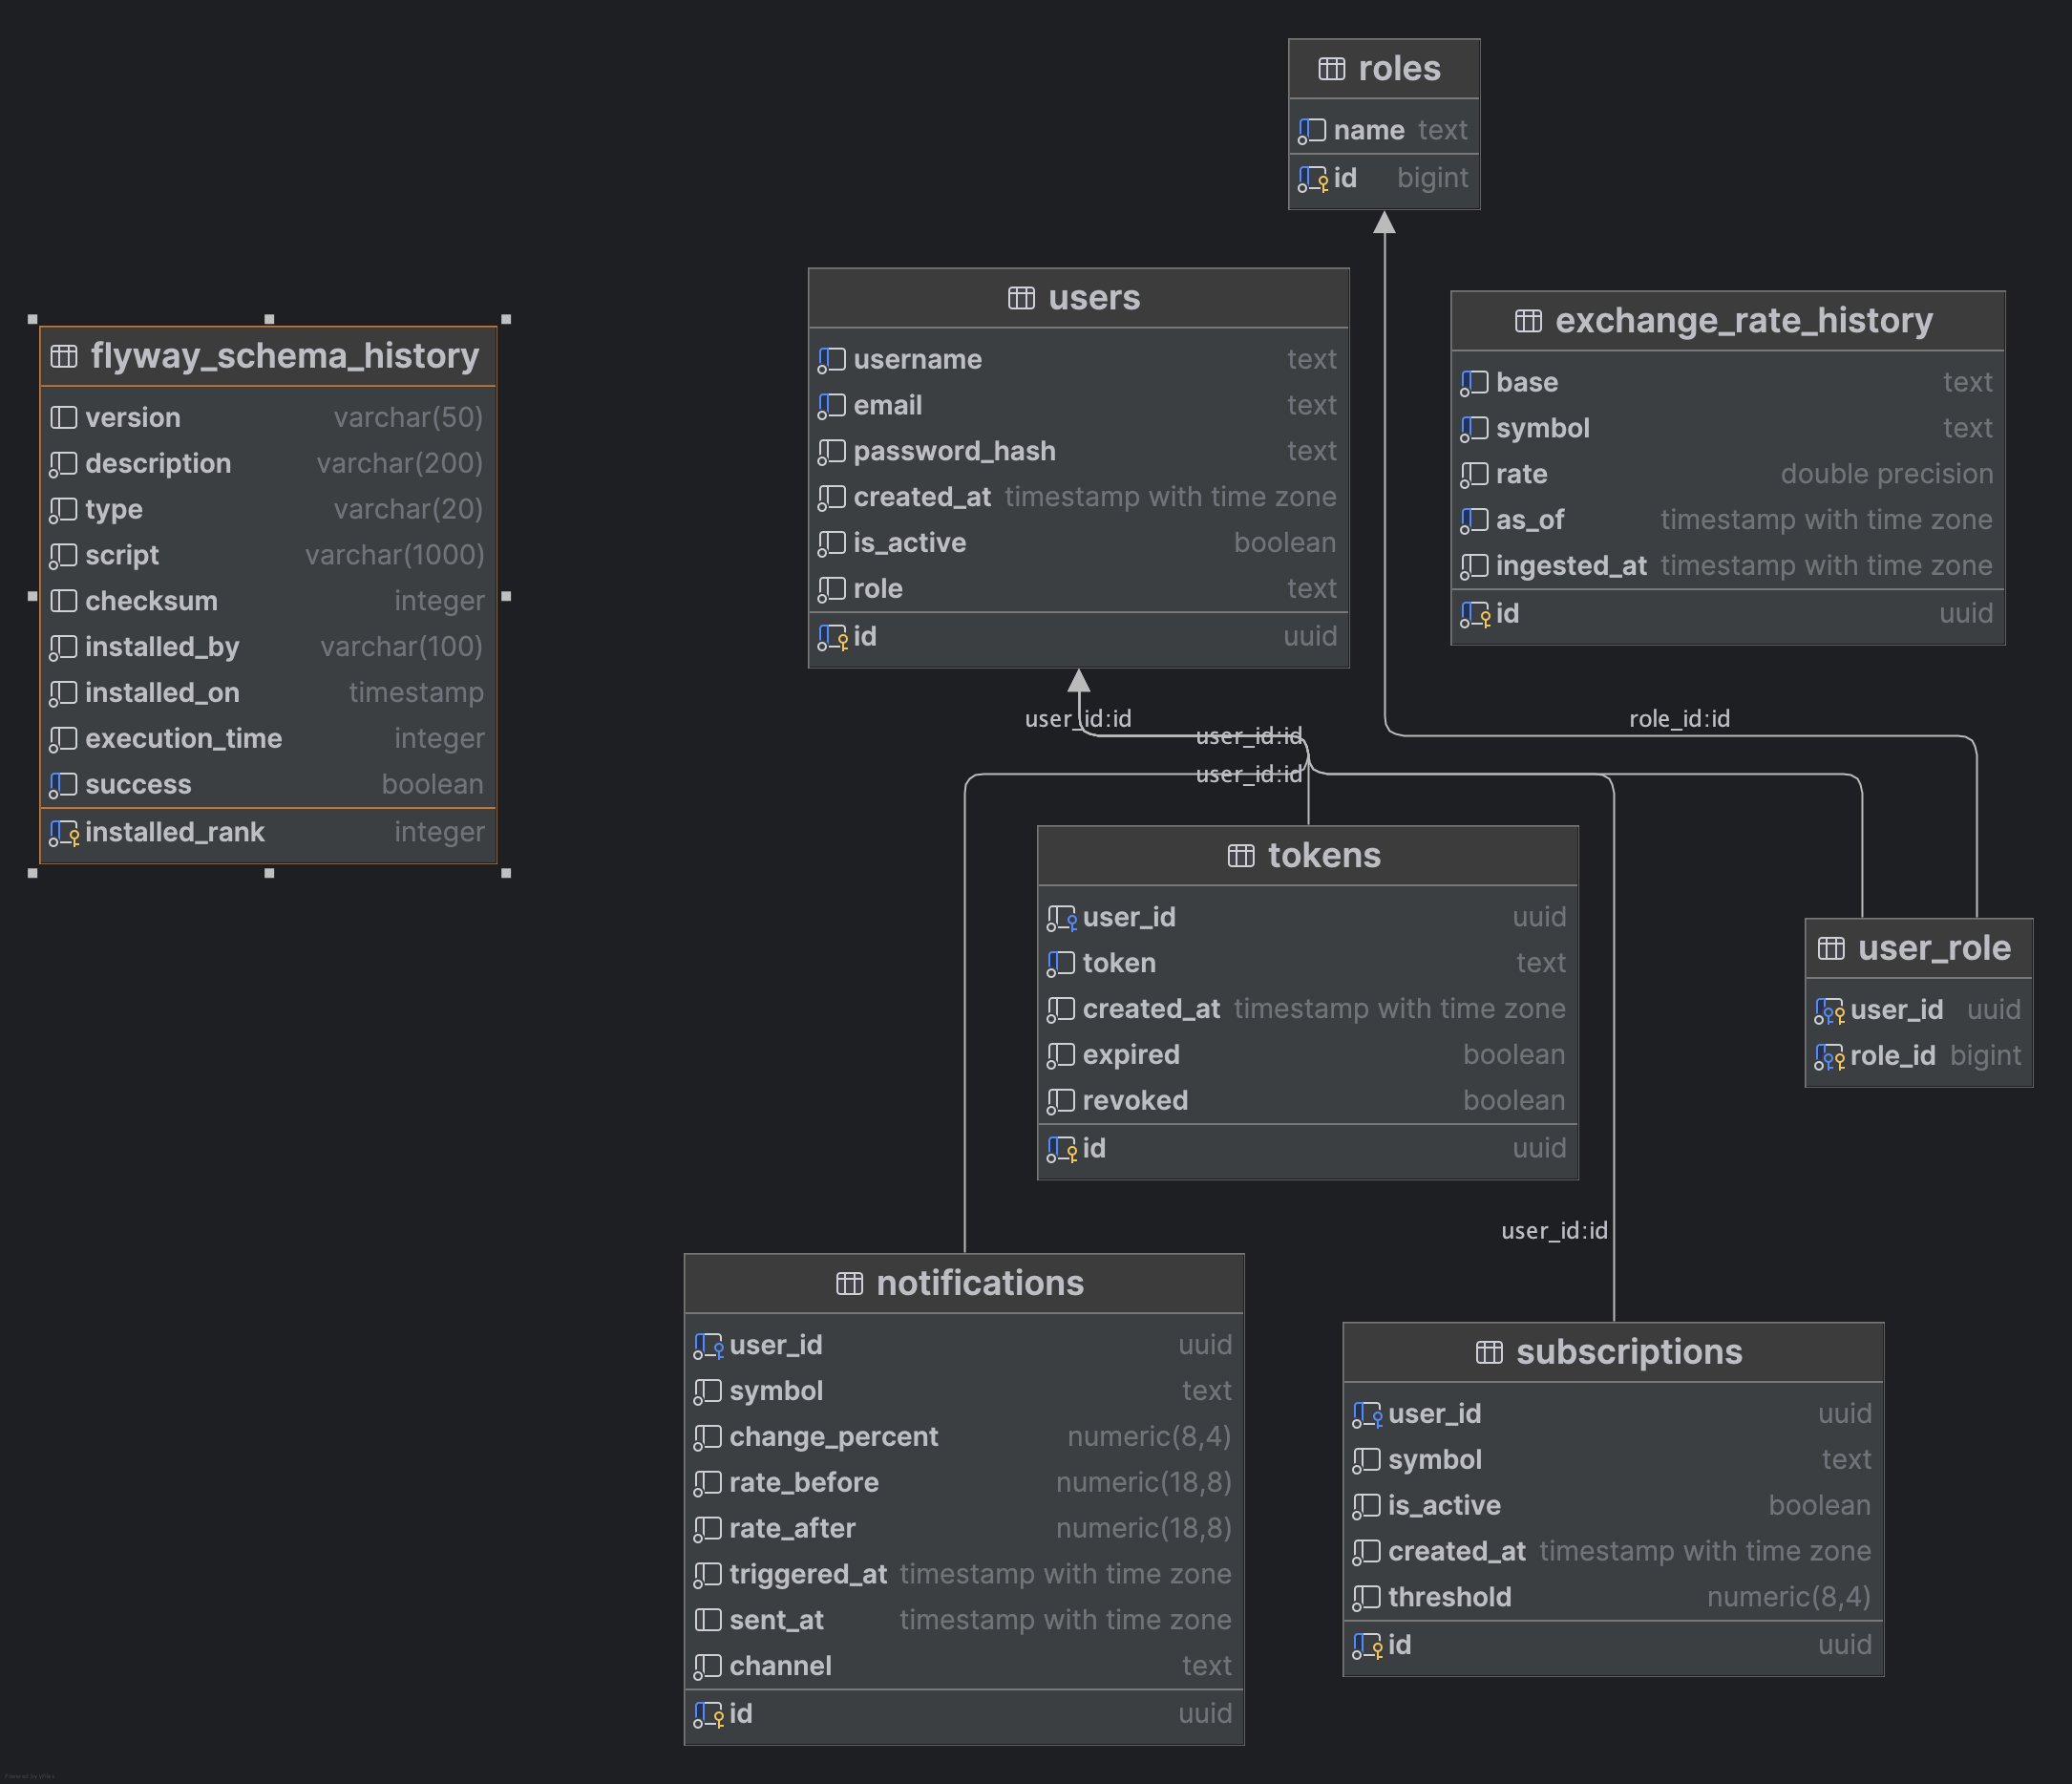 roles
name text
id bigint
users
username text
email text
password_hash text
created_at timestamp with time zone
is_active boolean
role text
id uuid
exchange_rate_history
base text
symbol text
rate double precision
as_of timestamp with time zone
ingested_at timestamp with time zone
id uuid
flyway_schema_history
version varchar(50)
description varchar(200)
type varchar(20)
script varchar(1000)
checksum integer
installed_by varchar(100)
installed_on timestamp
execution_time integer
success boolean
installed_rank integer
user_id:id
user_id:id
user_id:id
role_id:id
tokens
user_id uuid
token text
created_at timestamp with time zone
expired boolean
revoked boolean
id uuid
user_role
user_id uuid
role_id bigint
user_id:id
notifications
user_id uuid
symbol text
change_percent numeric(8,4)
rate_before numeric(18,8)
rate_after numeric(18,8)
triggered_at timestamp with time zone
sent_at timestamp with time zone
channel text
id uuid
subscriptions
user_id uuid
symbol text
is_active boolean
created_at timestamp with time zone
threshold numeric(8,4)
id uuid
Powered by yFiles